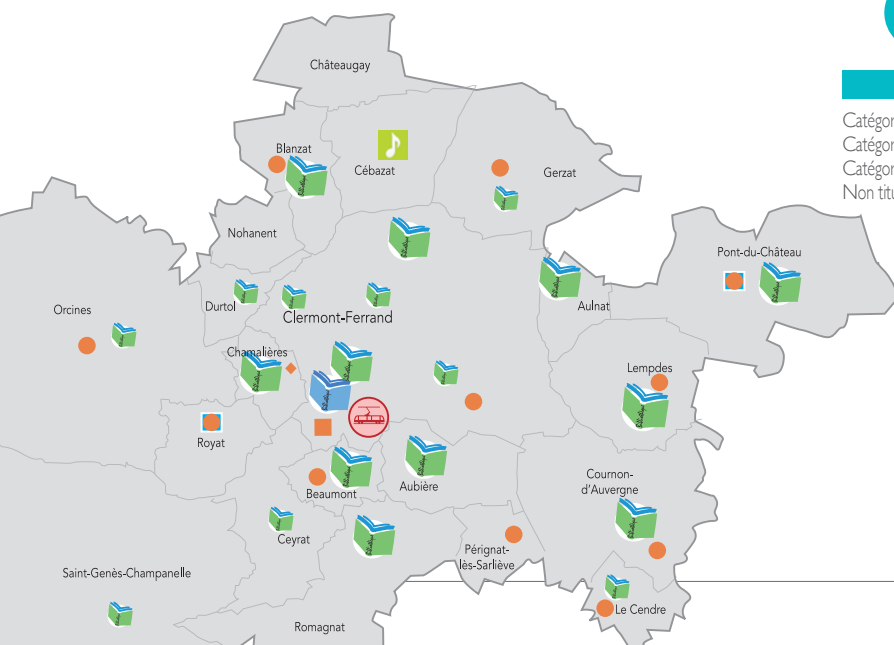 Châteaugay
Catégor
Catégor
Catégor
Non titu
Blanzat
Cébazat
Gerzat
Nohanent
Pont-du-Château
Orcines
Durtol
Aulnat
Clermont-Ferrand
Chamalières
Lempdes
Royat
Beaumont
Aubière
Cournon-
d'Auvergne
Ceyrat
Pérignat-
lès-Sarliève
Saint-Genès-Champanelle
Le Cendre
Romagnat